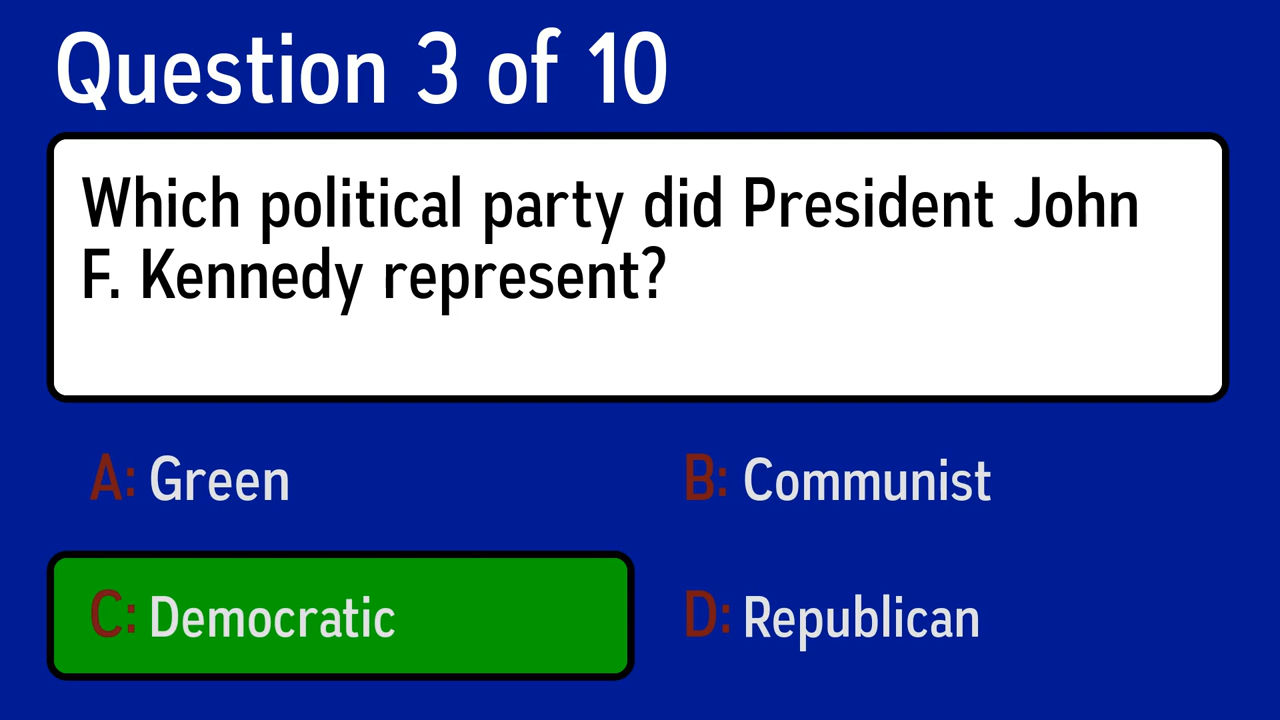 Question 3 of 10
Which political party did President John
F. Kennedy represent?
A: Green
B: Communist
C: Democratic
D: Republican